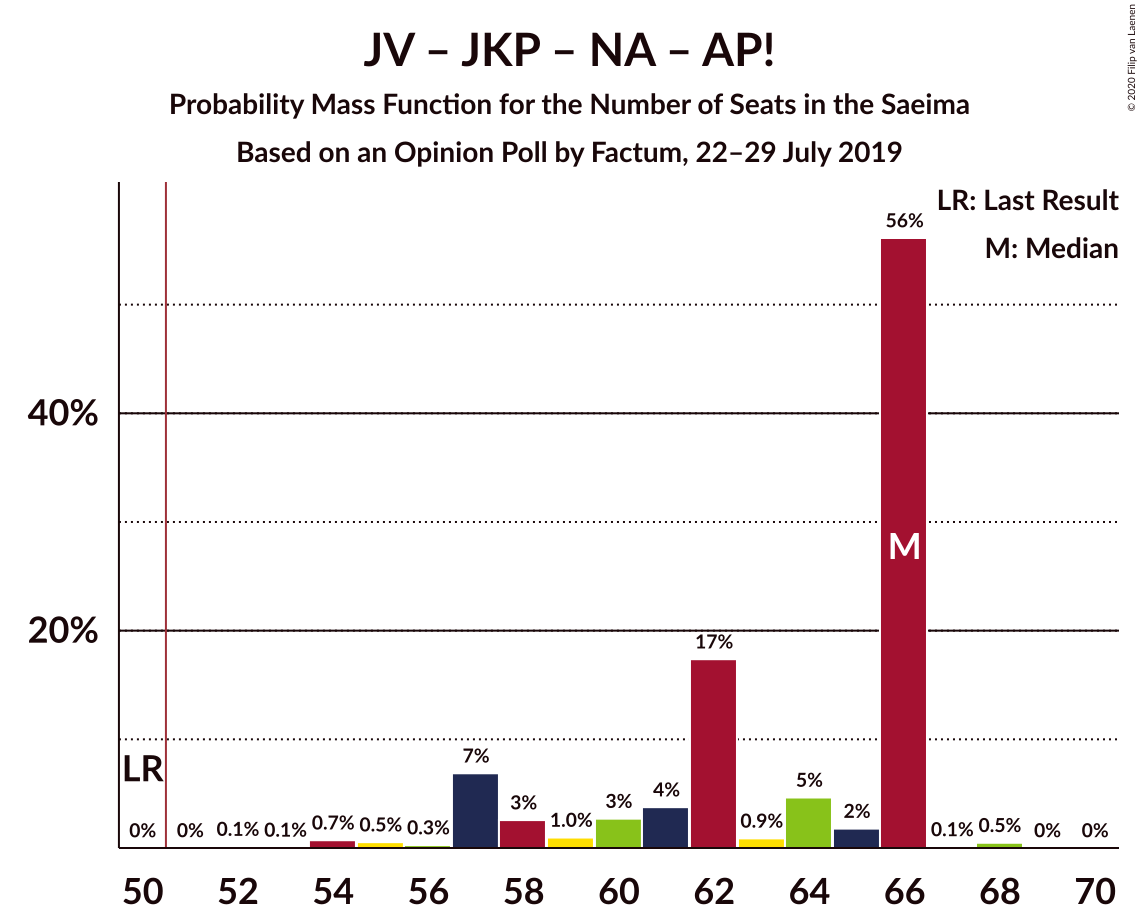 JV – JKP – NA – AP!
Probability Mass Function for the Number of Seats in the Saeima
Based on an Opinion Poll by Factum, 22–29 July 2019
© 2020 Filip van Laenen
LR: Last Result
M: Median
56%
40%
M
20%
17%
LR
7%
5%
4%
3%
3%
2%
1.0%
0.9%
0% 0% 0.1% 0.1% 0.7% 0.5% 0.3% 0.1% 0.5% 0% 0%
50 52 54 56 58 60 62 64 66 68 70